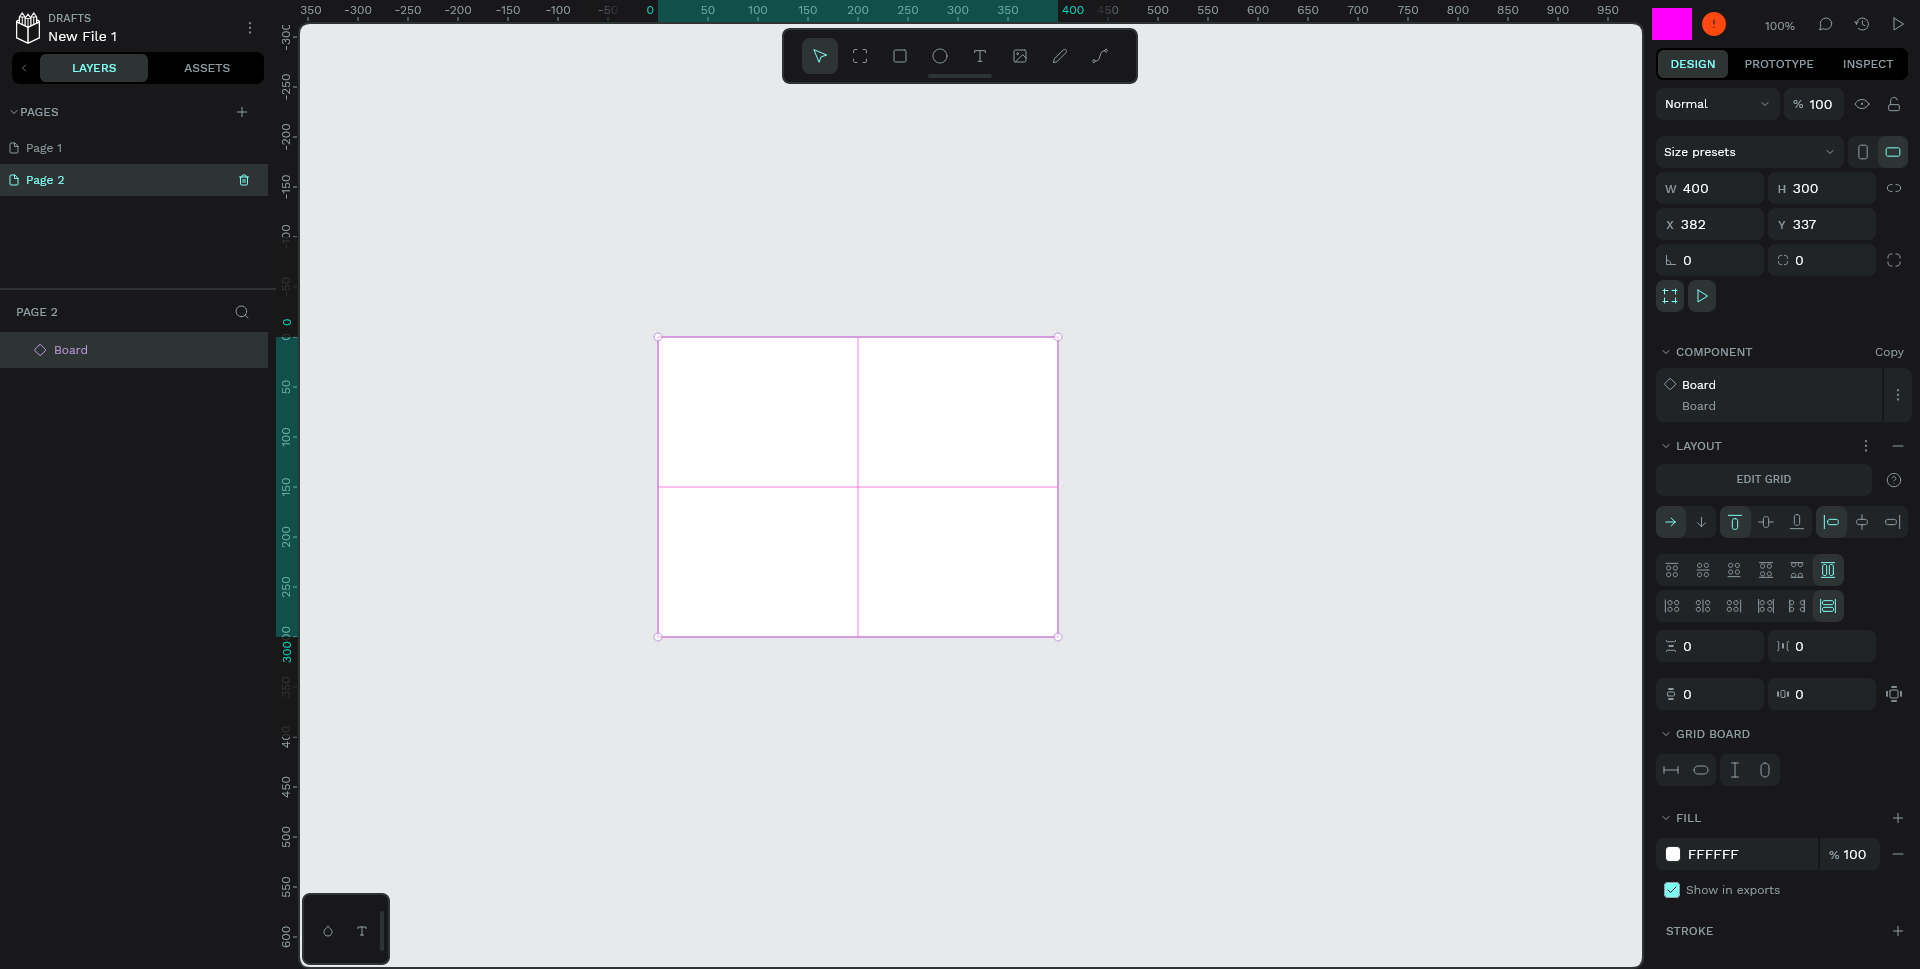 DRAFTS
New File 1
LAYERS
ASSETS
PAGES
Page 1
Page 2
PAGE 2
Board
350 -300 -250 -200 -150 -100 -50 0 50 100 150 200 250 300 350 400 450 500 550 600 650 700 750 800 850 900 950
-300
-250
-200
-150
-100
-50
0
50
100
150
200
250
300
350
400
450
500
550
600
100%
DESIGN PROTOTYPE INSPECT
Normal % 100
Size presets
W 400 H 300
X 382 Y 337
0 0
COMPONENT Copy
Board
Board
LAYOUT
EDIT GRID
0 0
0 0
GRID BOARD
FILL
FFFFFF % 100
Show in exports
STROKE